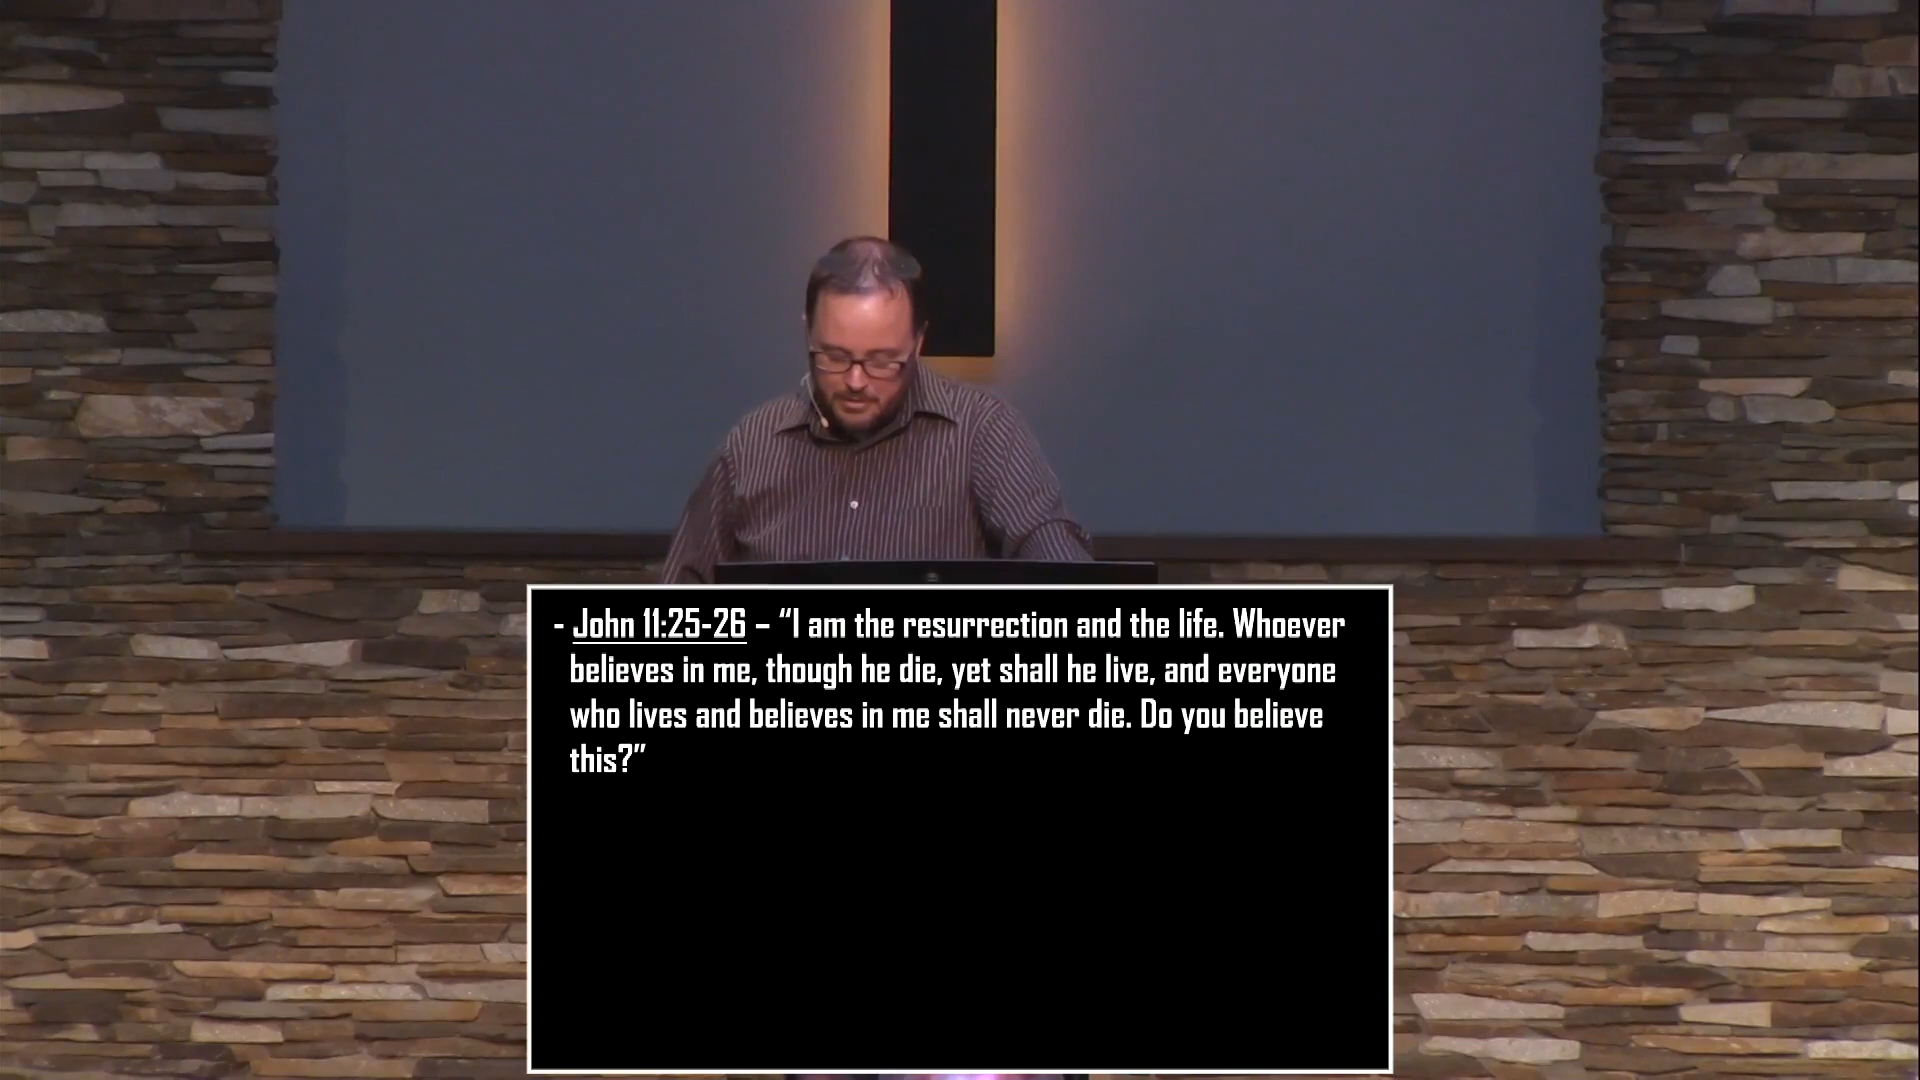 - John 11:25-26 – “I am the resurrection and the life. Whoever
believes in me, though he die, yet shall he live, and everyone
who lives and believes in me shall never die. Do you believe
this?”